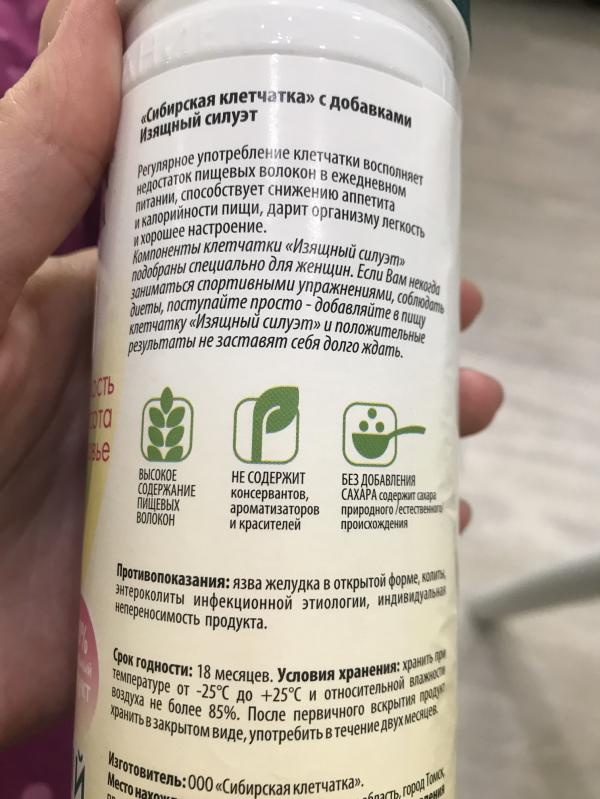 «Сибирская клетчатка» с добавками
Изящный силуэт
Регулярное употребление клетчатки восполняет
недостаток пищевых волокон в ежедневном
питании, способствует снижению аппетита
и калорийности пищи, дарит организму легкость
и хорошее настроение.
Компоненты клетчатки «Изящный силуэт»
подобраны специально для женщин. Если Вам некогда
заниматься спортивными упражнениями, соблюдать
диеты, поступайте просто - добавляйте в пищу
клетчатку «Изящный силуэт» и положительные
результаты не заставят себя долго ждать.
ВЫСОКОЕ
СОДЕРЖАНИЕ
ПИЩЕВЫХ
ВОЛОКОН
НЕ СОДЕРЖИТ
консервантов,
ароматизаторов
и красителей
БЕЗ ДОБАВЛЕНИЯ
САХАРА содержит сахара
природного /естественного
происхождения
Противопоказания: язва желудка в открытой форме, колиты,
энтероколиты инфекционной этиологии, индивидуальная
непереносимость продукта.
Срок годности: 18 месяцев. Условия хранения: хранить при
температуре от -25°С до +25°С и относительной влажности
воздуха не более 85%. После первичного вскрытия продукт
хранить в закрытом виде, употребить в течение двух месяцев.
Изготовитель: ООО «Сибирская клетчатка».
область, город Томск,